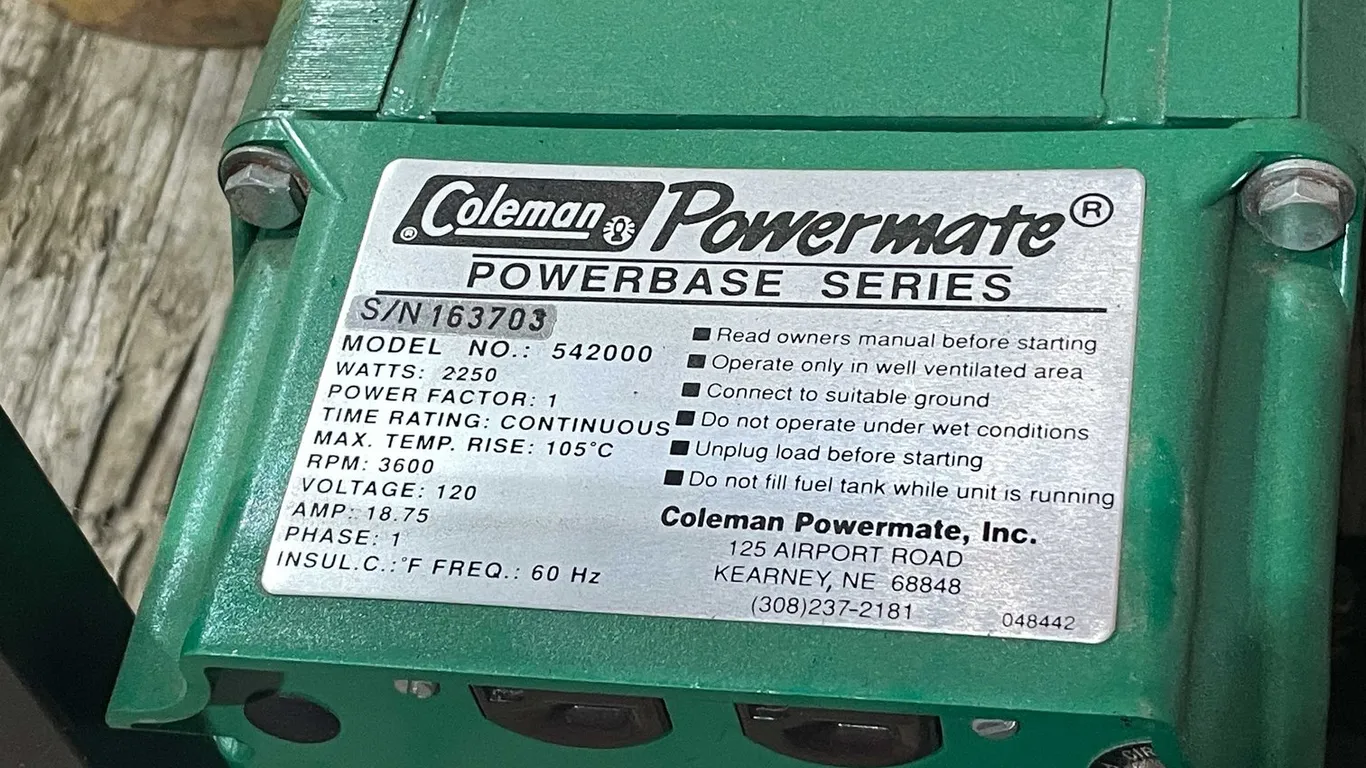 Coleman ® Powermate®
POWERBASE SERIES
S/N 163703
MODEL NO.: 542000
WATTS: 2250
POWER FACTOR: 1
TIME RATING: CONTINUOUS
MAX. TEMP. RISE: 105°C
RPM: 3600
VOLTAGE: 120
AMP: 18.75
PHASE: 1
INSUL.C.:°F FREQ.: 60 Hz
■ Read owners manual before starting
■ Operate only in well ventilated area
■ Connect to suitable ground
■ Do not operate under wet conditions
■ Unplug load before starting
■ Do not fill fuel tank while unit is running
Coleman Powermate, Inc.
125 AIRPORT ROAD
KEARNEY, NE 68848
(308)237-2181
048442